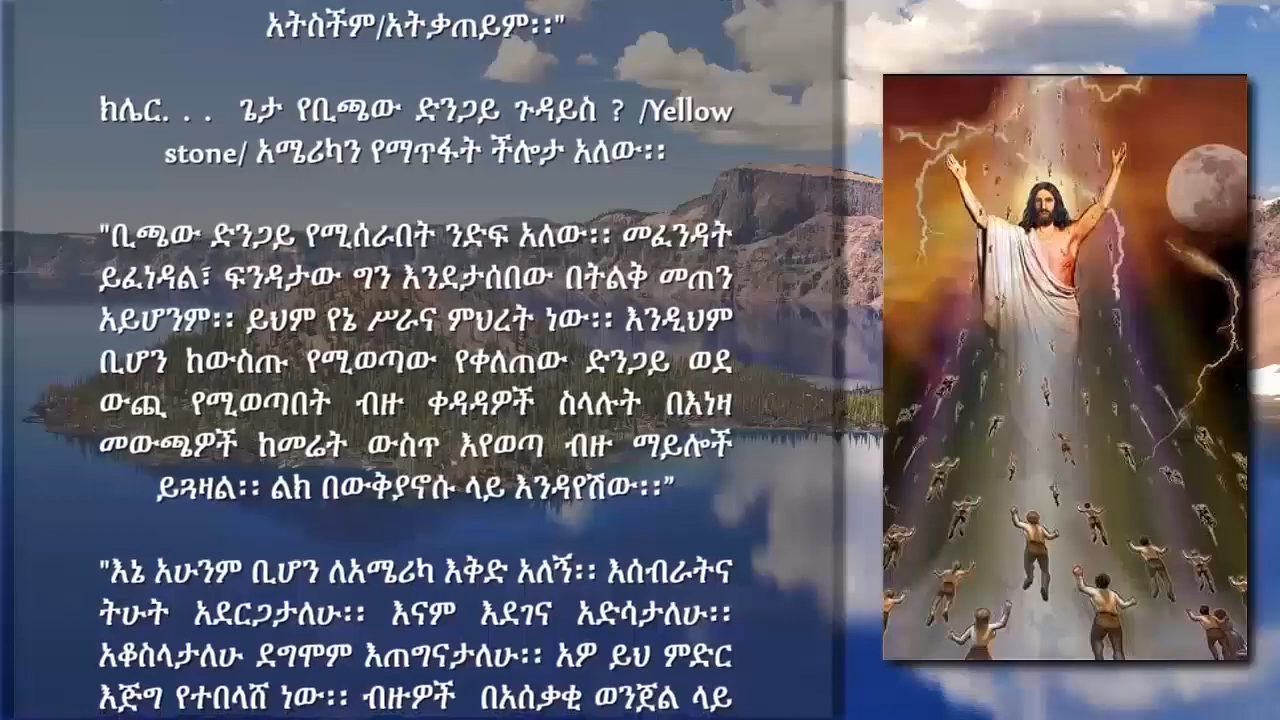 አትስችም/አትቃጠይም፡፡"
ክሌር. . . ጌታ የቢጫው ድንጋይ ጉዳይስ ? /Yellow
stone/ አሜሪካን የማጥፋት ችሎታ አለው፡፡
"ቢጫው ድንጋይ የሚሰራበት ንድፍ አለው፡፡ መፈንዳት
ይፈነዳል፣ ፍንዳታው ግን እንደታሰበው በትልቅ መጠን
አይሆንም፡፡ ይህም የኔ ሥራና ምህረት ነው፡፡ እንዲህም
ቢሆን ከውስጡ የሚወጣው የቀለጠው ድንጋይ ወደ
ውጪ የሚወጣበት ብዙ ቀዳዳዎች ስላሉት በእነዛ
መውጫዎች ከመሬት ውስጥ እየወጣ ብዙ ማይሎች
ይጓዛል፡፡ ልክ በውቅያኖሱ ላይ እንዳየሽው፡፡”
"እኔ አሁንም ቢሆን ለአሜሪካ እቅድ አለኝ፡፡ እሰብራትና
ትሁት አደርጋታለሁ፡፡ እናም እደገና አድሳታለሁ፡፡
አቆስላታለሁ ደግሞም እጠግናታለሁ፡፡ አዎ ይህ ምድር
እጅግ የተበላሸ ነው፡፡ ብዙዎች በአሰቃቂ ወንጀል ላይ